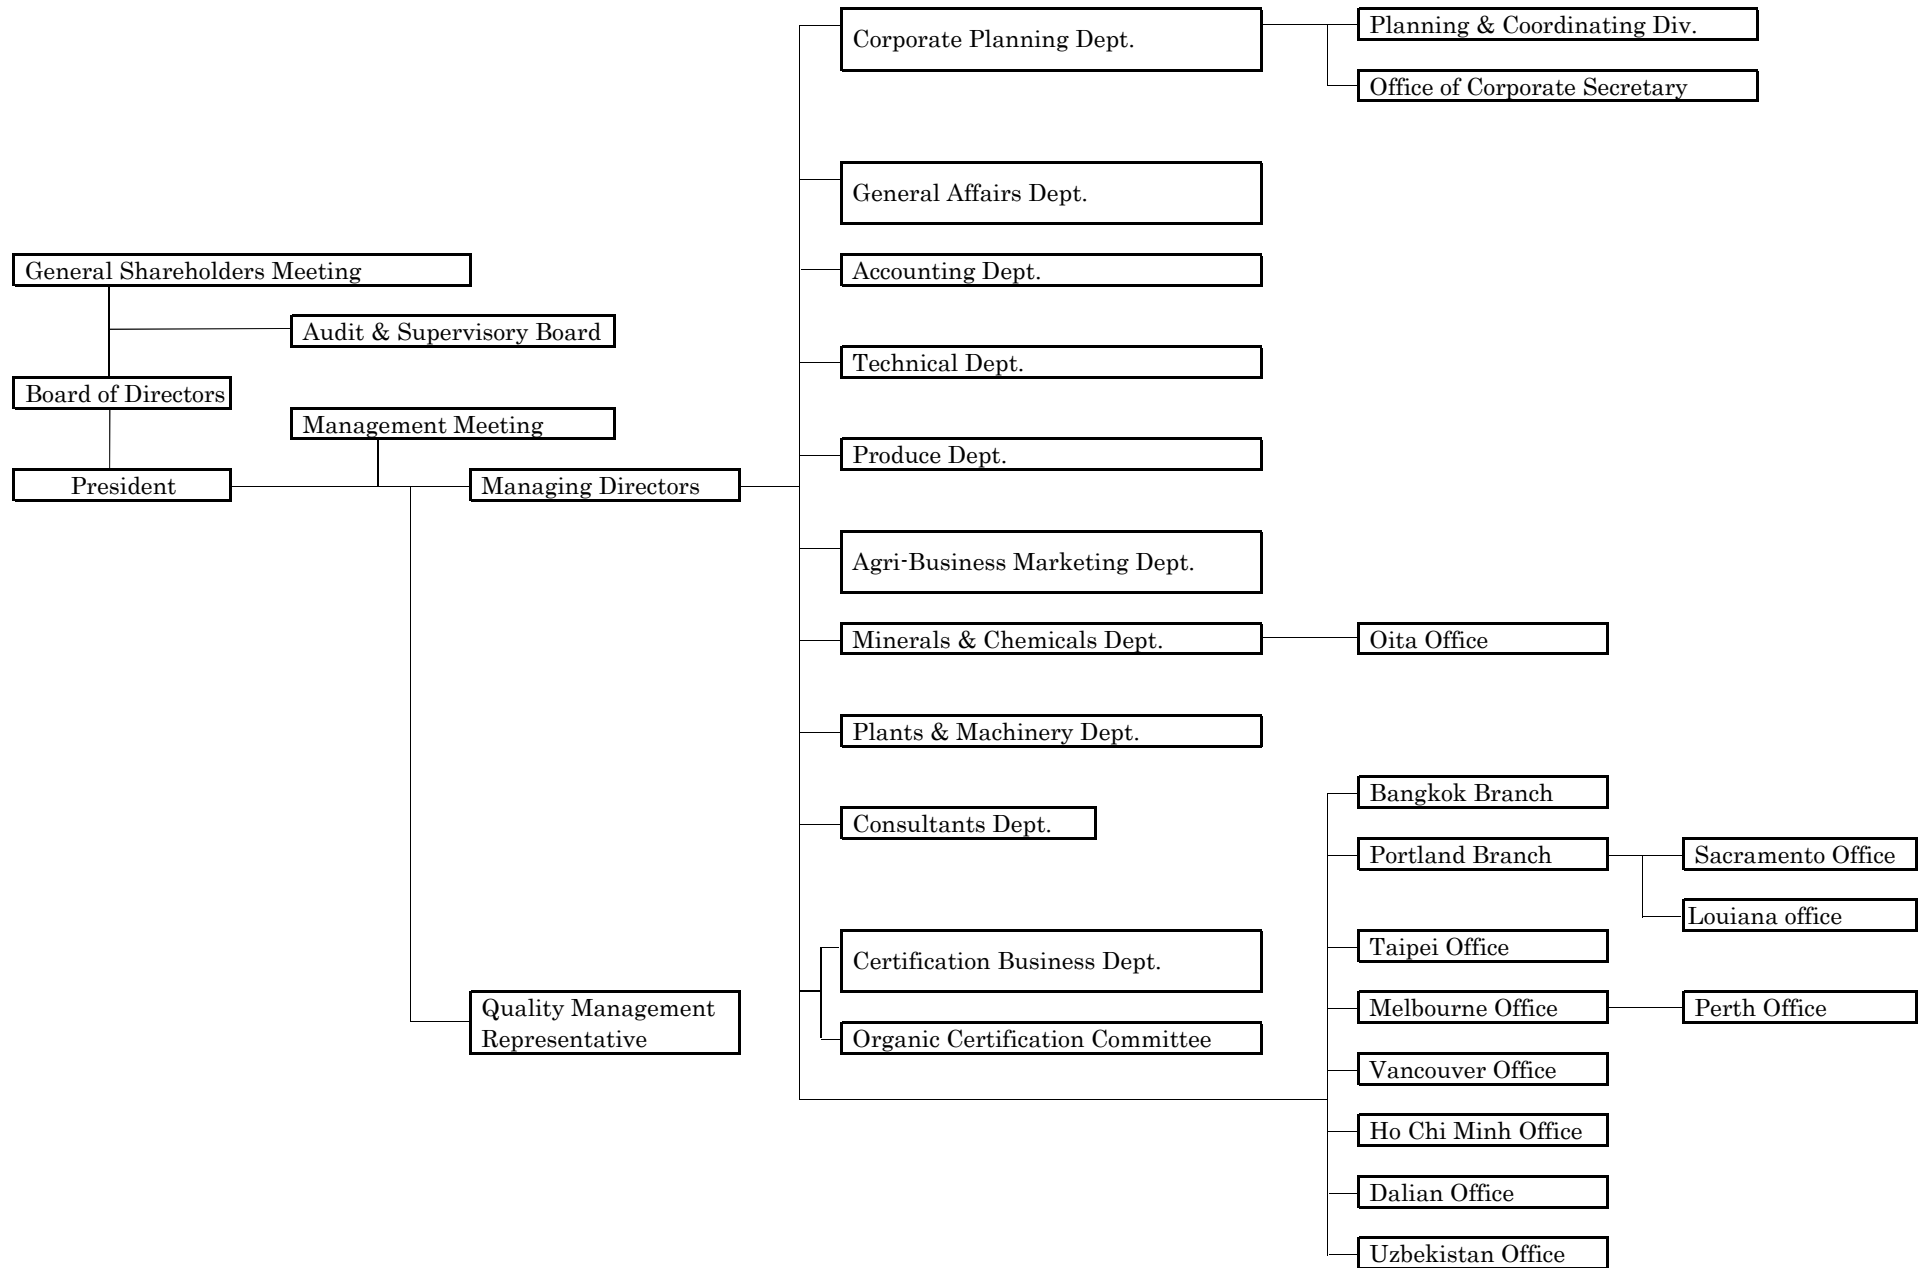 Corporate Planning Dept.
Planning & Coordinating Div.
Office of Corporate Secretary
General Affairs Dept.
General Shareholders Meeting
Accounting Dept.
Audit & Supervisory Board
Technical Dept.
Board of Directors
Management Meeting
Produce Dept.
President
Managing Directors
Agri-Business Marketing Dept.
Minerals & Chemicals Dept.
Oita Office
Plants & Machinery Dept.
Bangkok Branch
Consultants Dept.
Portland Branch
Sacramento Office
Louiana office
Taipei Office
Certification Business Dept.
Quality Management
Representative
Melbourne Office
Perth Office
Organic Certification Committee
Vancouver Office
Ho Chi Minh Office
Dalian Office
Uzbekistan Office